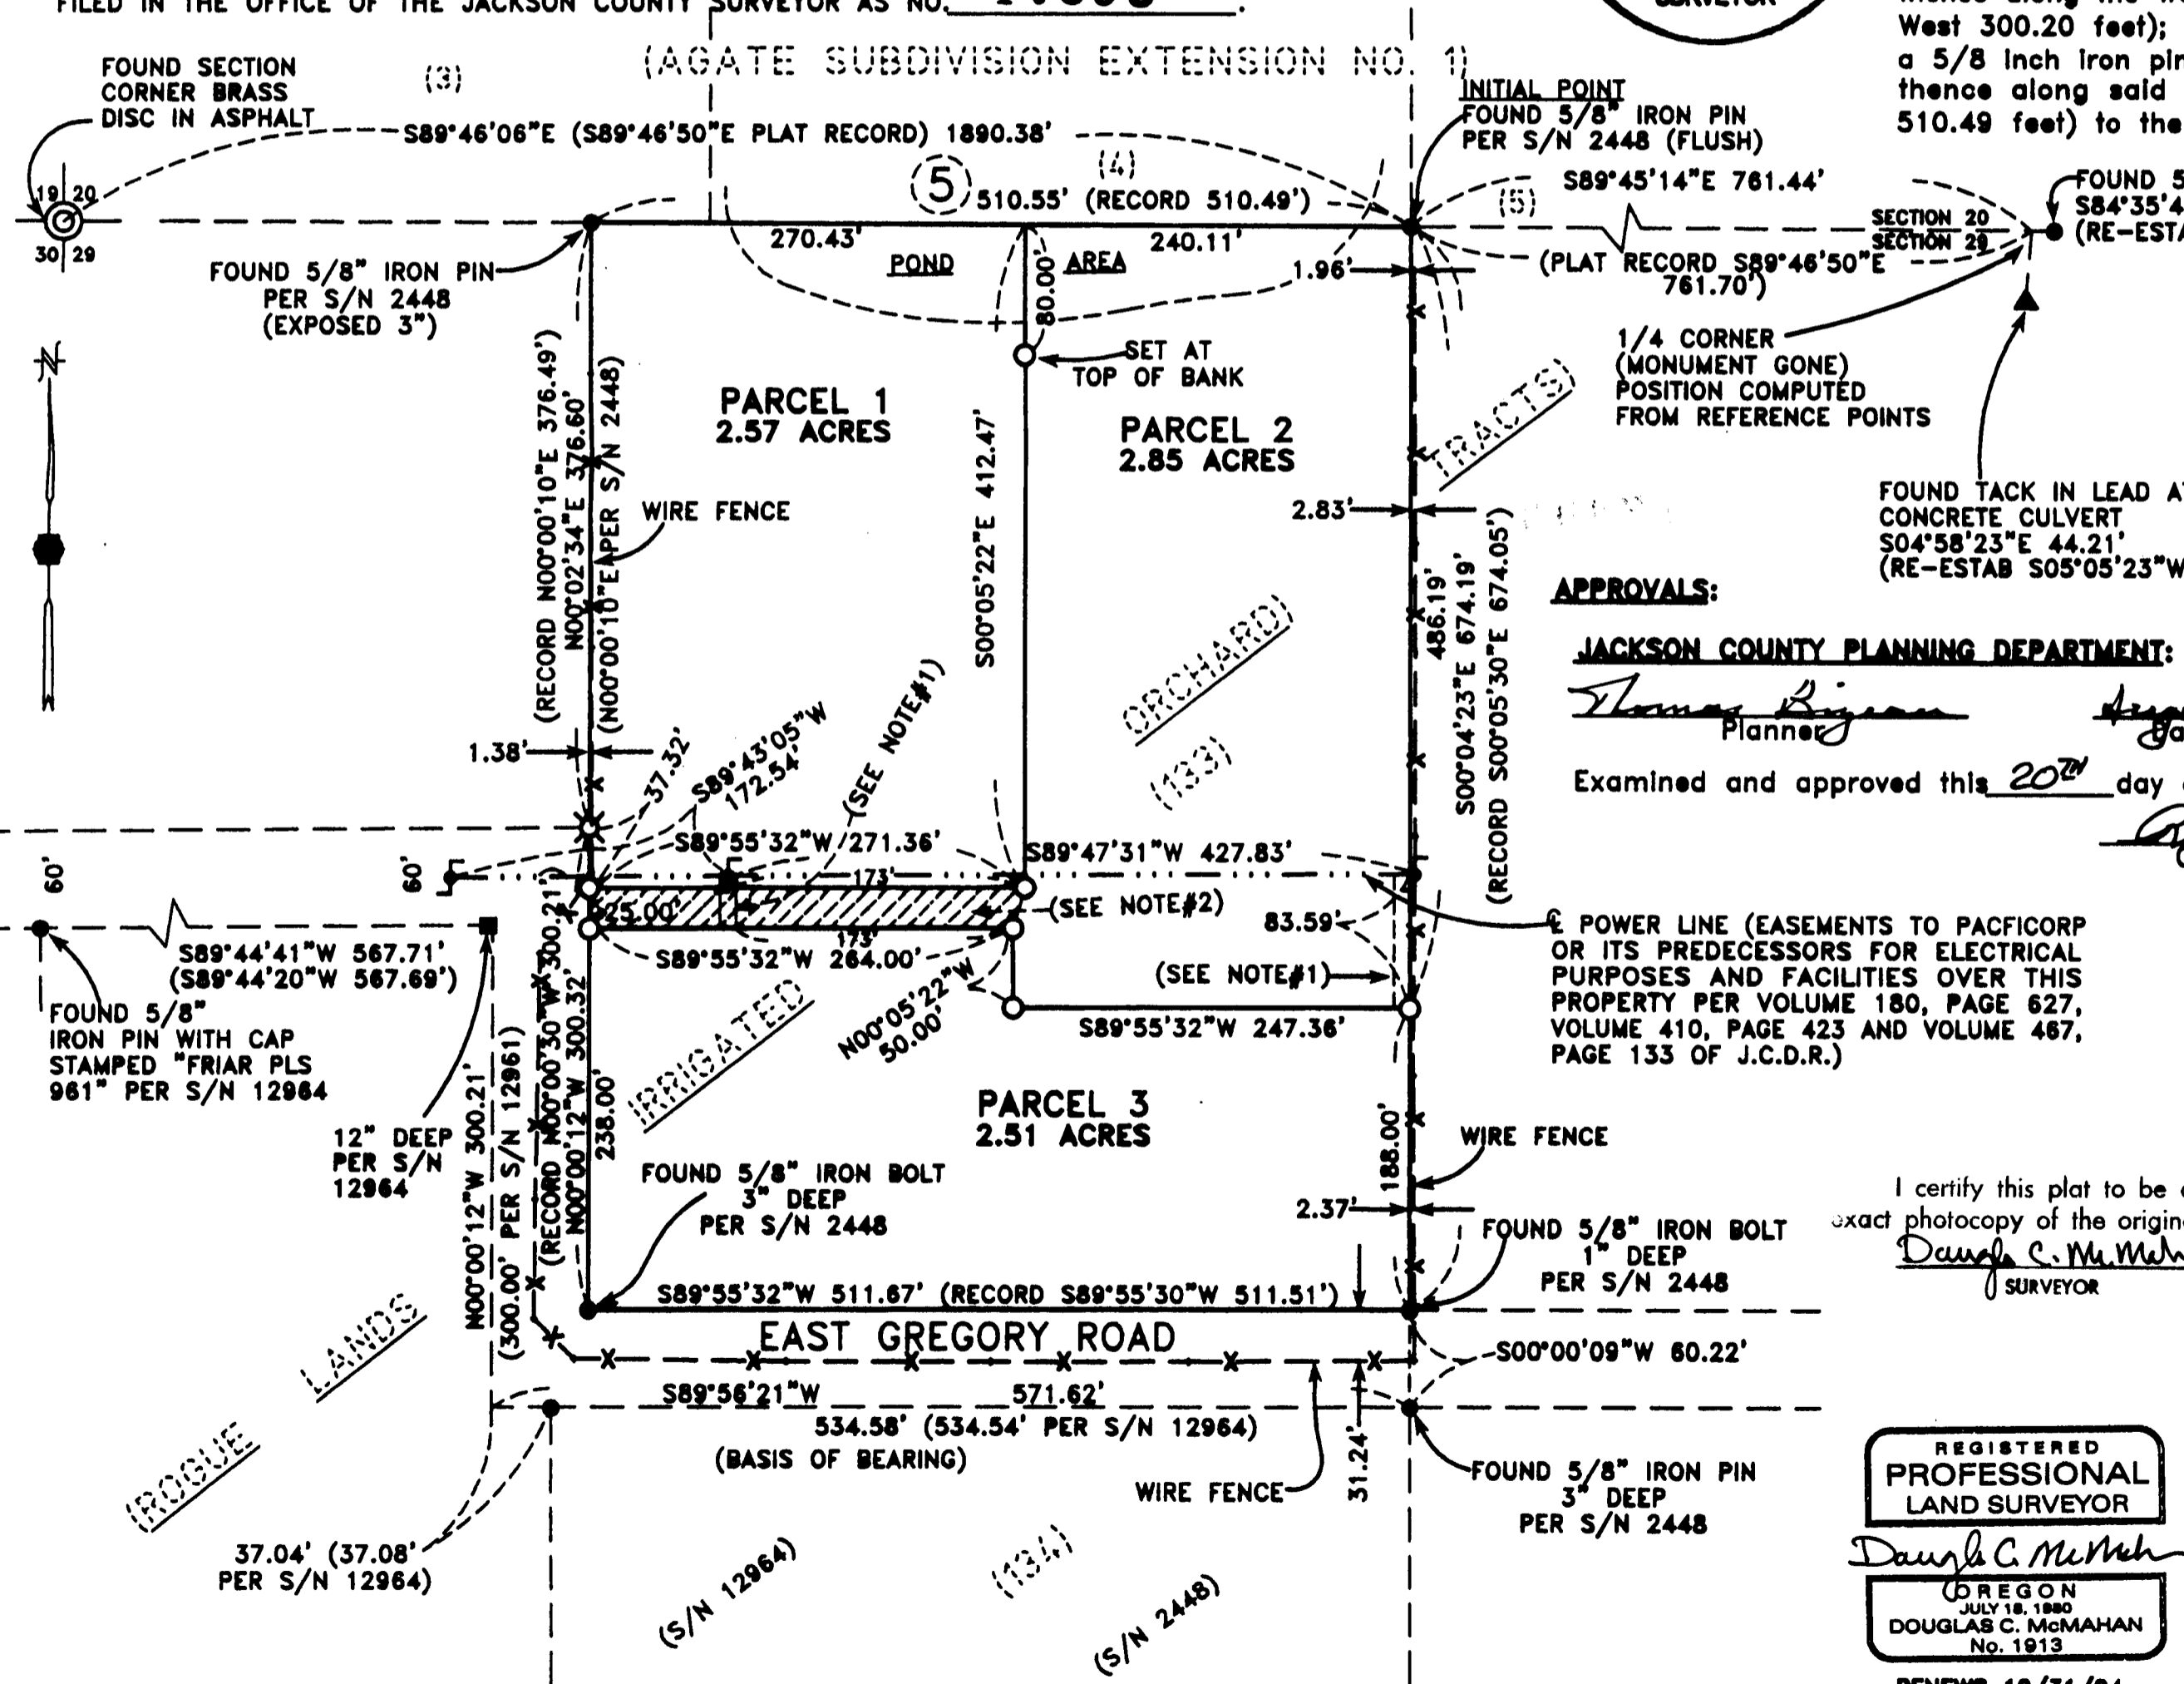 FILED IN THE OFFICE OF THE JACKSON COUNTY SURVEYOR AS NO.
SURVEYOR
West 300.20 feet);
a 5/8 inch iron pin
thence along said
510.49 feet) to the
(AGATE SUBDIVISION EXTENSION NO. 1)
FOUND SECTION
CORNER BRASS
DISC IN ASPHALT
(3)
S89°46'06"E (S89°46'50"E PLAT RECORD) 1890.38'
INITIAL POINT
FOUND 5/8" IRON PIN
PER S/N 2448 (FLUSH)
19 20
30 29
5
(4)
510.55' (RECORD 510.49')
(5)
S89°45'14"E 761.44'
SECTION 20
SECTION 29
(PLAT RECORD S89°46'50"E
761.70')
FOUND 5
S84°35'4
(RE-ESTA
270.43'
240.11'
POND AREA
80.00'
1.96'
FOUND 5/8" IRON PIN
PER S/N 2448
(EXPOSED 3")
N
SET AT
TOP OF BANK
1/4 CORNER
(MONUMENT GONE)
POSITION COMPUTED
FROM REFERENCE POINTS
PARCEL 1
2.57 ACRES
PARCEL 2
2.85 ACRES
TRACTS)
(RECORD N00°00'10"E 376.49')
N00°02'34"E 376.60'
(N00°00'10"E PER S/N 2448)
WIRE FENCE
S00°05'22"E 412.47'
2.83'
486.19'
S00°04'23"E 674.19'
(RECORD S00°05'30"E 674.05')
FOUND TACK IN LEAD AT
CONCRETE CULVERT
S04°58'23"E 44.21'
(RE-ESTAB S05°05'23"W
APPROVALS:
JACKSON COUNTY PLANNING DEPARTMENT:
Planner
Examined and approved this 20TH day
ORCHARD)
(133)
1.38'
37.32'
S89°43'05"W
172.54'
(SEE NOTE#1)
S89°55'32"W 271.36'
S89°47'31"W 427.83'
60'
60'
173'
25.00'
(SEE NOTE#2)
173'
S89°55'32"W 264.00'
83.59'
(SEE NOTE#1)
N00°05'22"W
50.00'
S89°55'32"W 247.36'
℄ POWER LINE (EASEMENTS TO PACFICORP
OR ITS PREDECESSORS FOR ELECTRICAL
PURPOSES AND FACILITIES OVER THIS
PROPERTY PER VOLUME 180, PAGE 627,
VOLUME 410, PAGE 423 AND VOLUME 467,
PAGE 133 OF J.C.D.R.)
S89°44'41"W 567.71'
(S89°44'20"W 567.69')
FOUND 5/8"
IRON PIN WITH CAP
STAMPED "FRIAR PLS
961" PER S/N 12964
12" DEEP
PER S/N
12964
N00°00'12"W 300.21'
(300.00' PER S/N 12961)
(RECORD N00°00'30"W 300.21')
N00°00'12"W 300.32'
238.00'
IRRIGATED
PARCEL 3
2.51 ACRES
188.00'
WIRE FENCE
FOUND 5/8" IRON BOLT
3" DEEP
PER S/N 2448
2.37'
FOUND 5/8" IRON BOLT
1" DEEP
PER S/N 2448
I certify this plat to be
exact photocopy of the origin
Douglas C. McMahan
SURVEYOR
S89°55'32"W 511.67' (RECORD S89°55'30"W 511.51')
EAST GREGORY ROAD
S00°00'09"W 60.22'
LANDS
S89°56'21"W 571.62'
534.58' (534.54' PER S/N 12964)
(BASIS OF BEARING)
31.24'
WIRE FENCE
FOUND 5/8" IRON PIN
3" DEEP
PER S/N 2448
(ROGUE
37.04' (37.08'
PER S/N 12964)
(S/N 12964)
(134)
(S/N 2448)
REGISTERED
PROFESSIONAL
LAND SURVEYOR
Douglas C. McMahan
OREGON
JULY 18, 1980
DOUGLAS C. McMAHAN
No. 1913